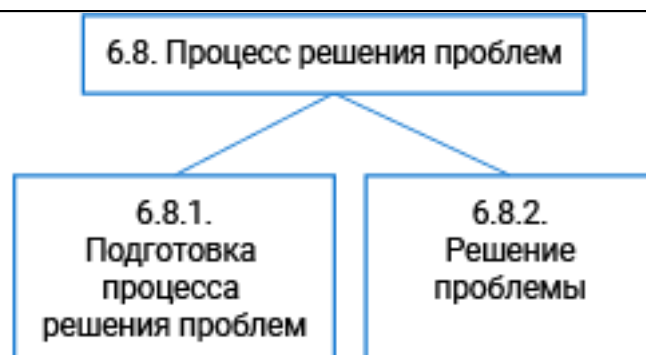 6.8. Процесс решения проблем
6.8.1.
Подготовка
процесса
решения проблем
6.8.2.
Решение
проблемы